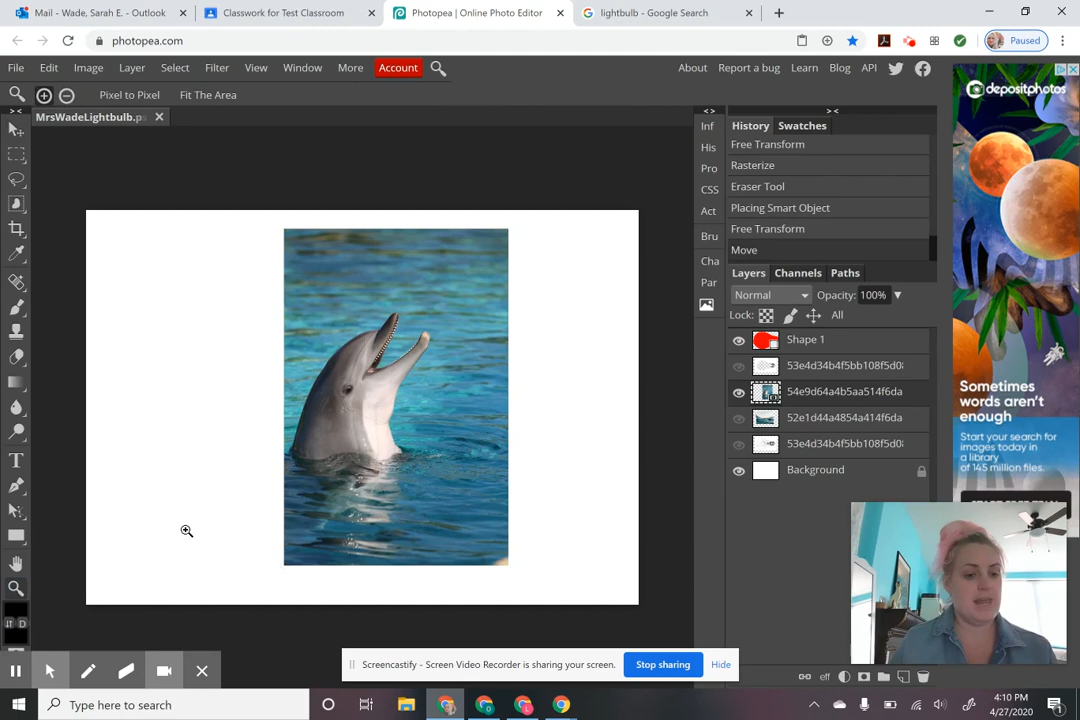 Mail - Wade, Sarah E. - Outlook
Classwork for Test Classroom
Photopea | Online Photo Editor
lightbulb - Google Search
photopea.com
Paused
File Edit Image Layer Select Filter View Window More Account
About Report a bug Learn Blog API
Pixel to Pixel Fit The Area
MrsWadeLightbulb.ps
> < < > > <
Inf
His
Pro
CSS
Act
Bru
Cha
Par
History Swatches
Free Transform
Rasterize
Eraser Tool
Placing Smart Object
Free Transform
Move
Layers Channels Paths
Normal Opacity: 100%
Lock: All
Shape 1
53e4d34b4f5bb108f5d08
54e9d64a4b5aa514f6da
52e1d44a4854a414f6da
53e4d34b4f5bb108f5d08
Background
eff
D
depositphotos
Sometimes
words aren't
enough
Start your search for
images today in
a library
of 145 million files.
Screencastify - Screen Video Recorder is sharing your screen. Stop sharing Hide
Type here to search
4:10 PM
4/27/2020